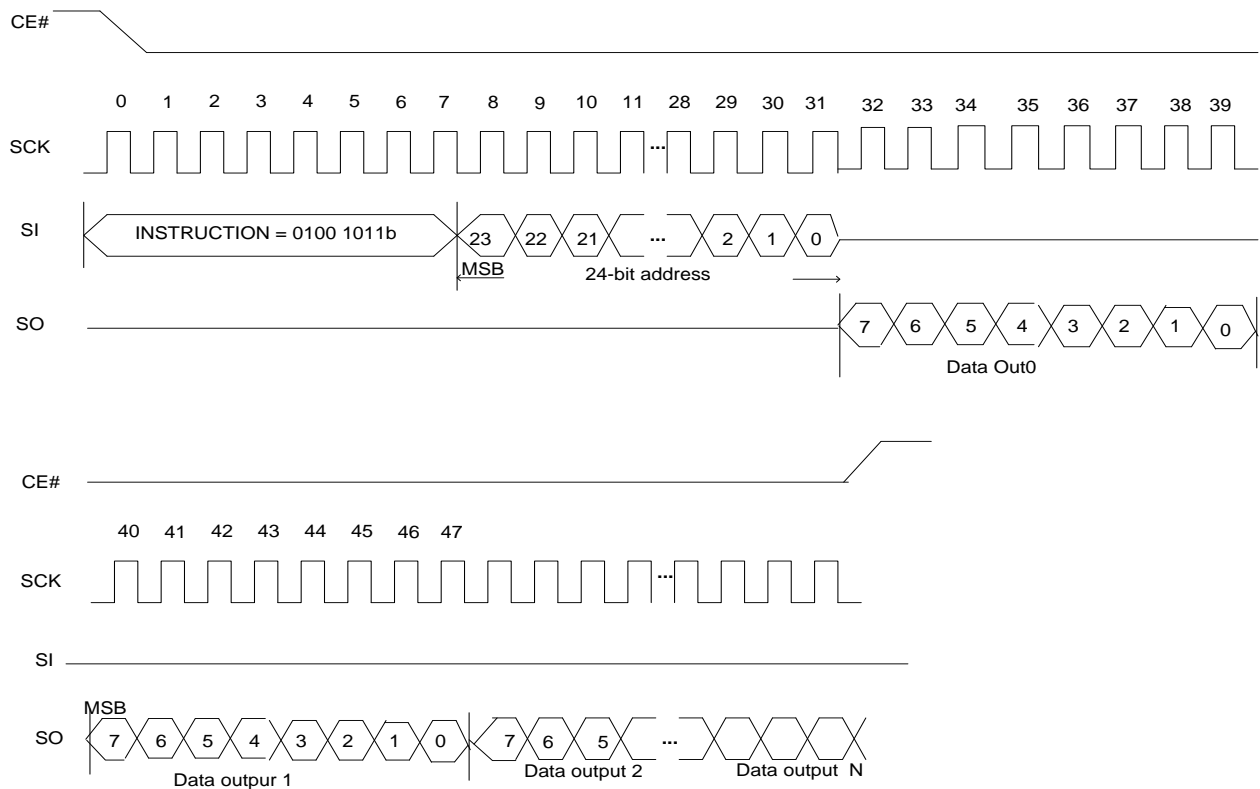 CE#
0 1 2 3 4 5 6 7 8 9 10 11 28 29 30 31 32 33 34 35 36 37 38 39
SCK ...
SI INSTRUCTION = 0100 1011b 23 22 21 ... 2 1 0
MSB 24-bit address
SO 7 6 5 4 3 2 1 0
Data Out0
CE#
40 41 42 43 44 45 46 47
SCK ...
SI
MSB
SO 7 6 5 4 3 2 1 0 7 6 5 ...
Data outpur 1 Data output 2 Data output N